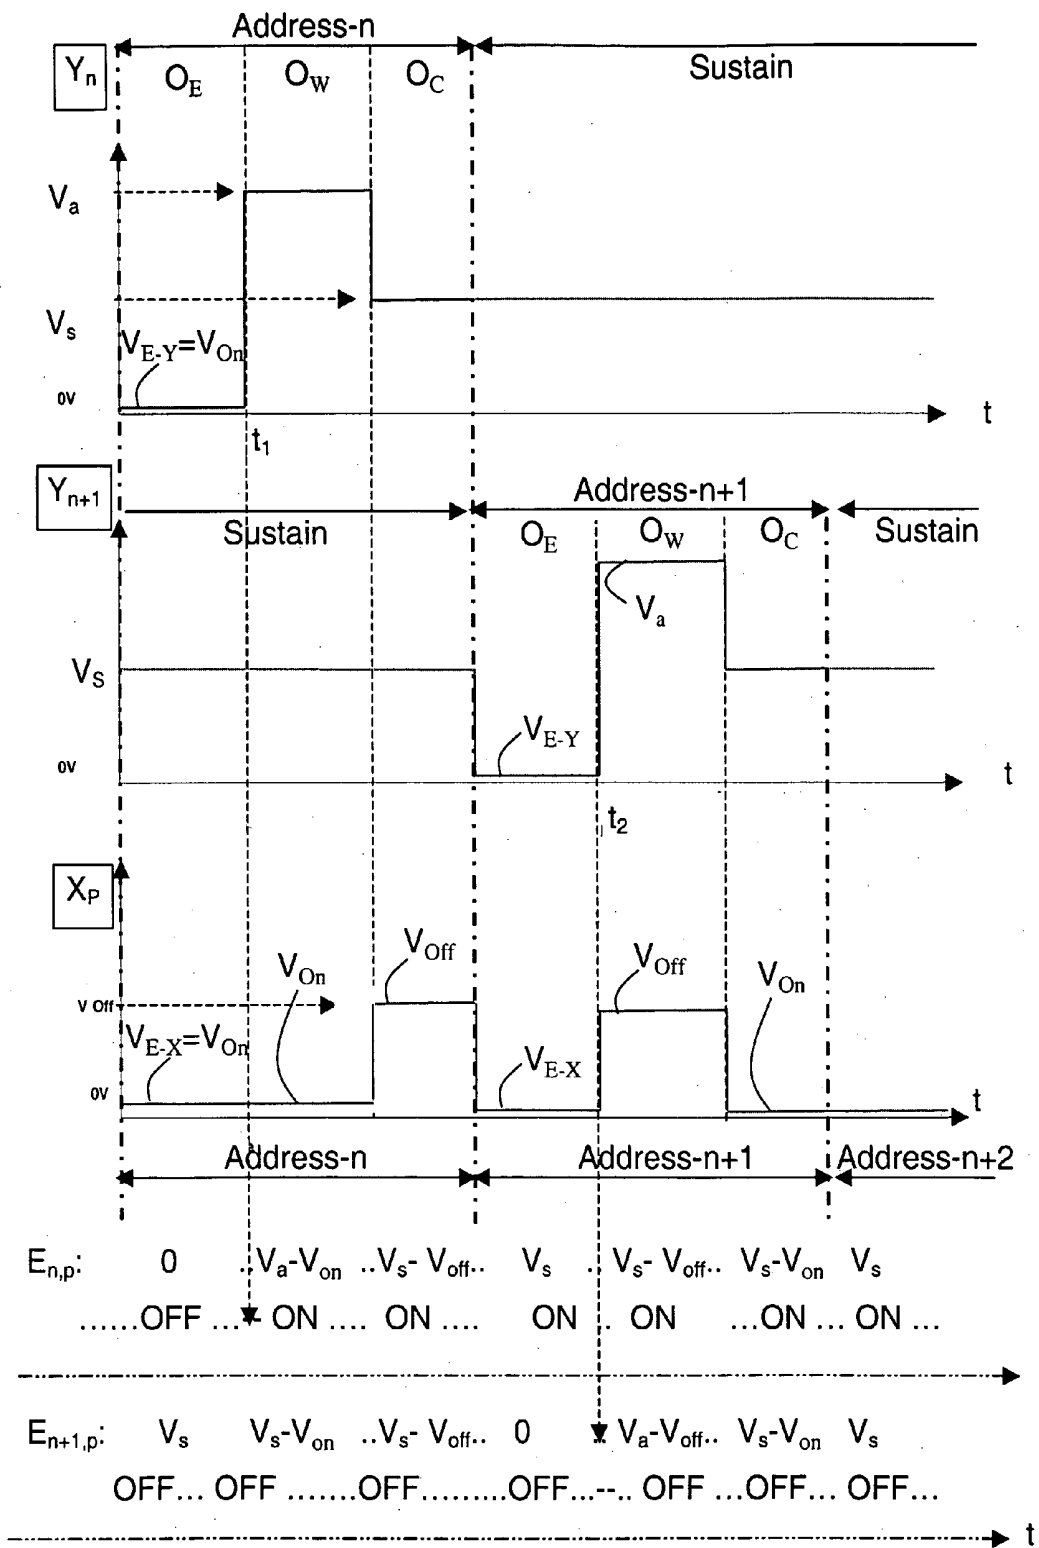 Address-n
Yn
OE OW OC
Sustain
Va
Vs
VE-Y=VOn
0V
t
t1
Yn+1
Address-n+1
Sustain
OE OW OC
Sustain
Va
VS
VE-Y
0V
t
t2
XP
VOff
VOn
VOff
VOn
V Off
VE-X=VOn
VE-X
0V
t
Address-n Address-n+1 Address-n+2
En,p: 0 ..Va-Von ..Vs- Voff.. Vs .. Vs- Voff.. Vs-Von Vs
......OFF ...-- ON .... ON .... ON .. ON ...ON ... ON ...
En+1,p: Vs Vs-Von ..Vs- Voff.. 0 .. Va-Voff.. Vs-Von Vs
OFF... OFF .......OFF.........OFF...--.. OFF ...OFF... OFF...
t